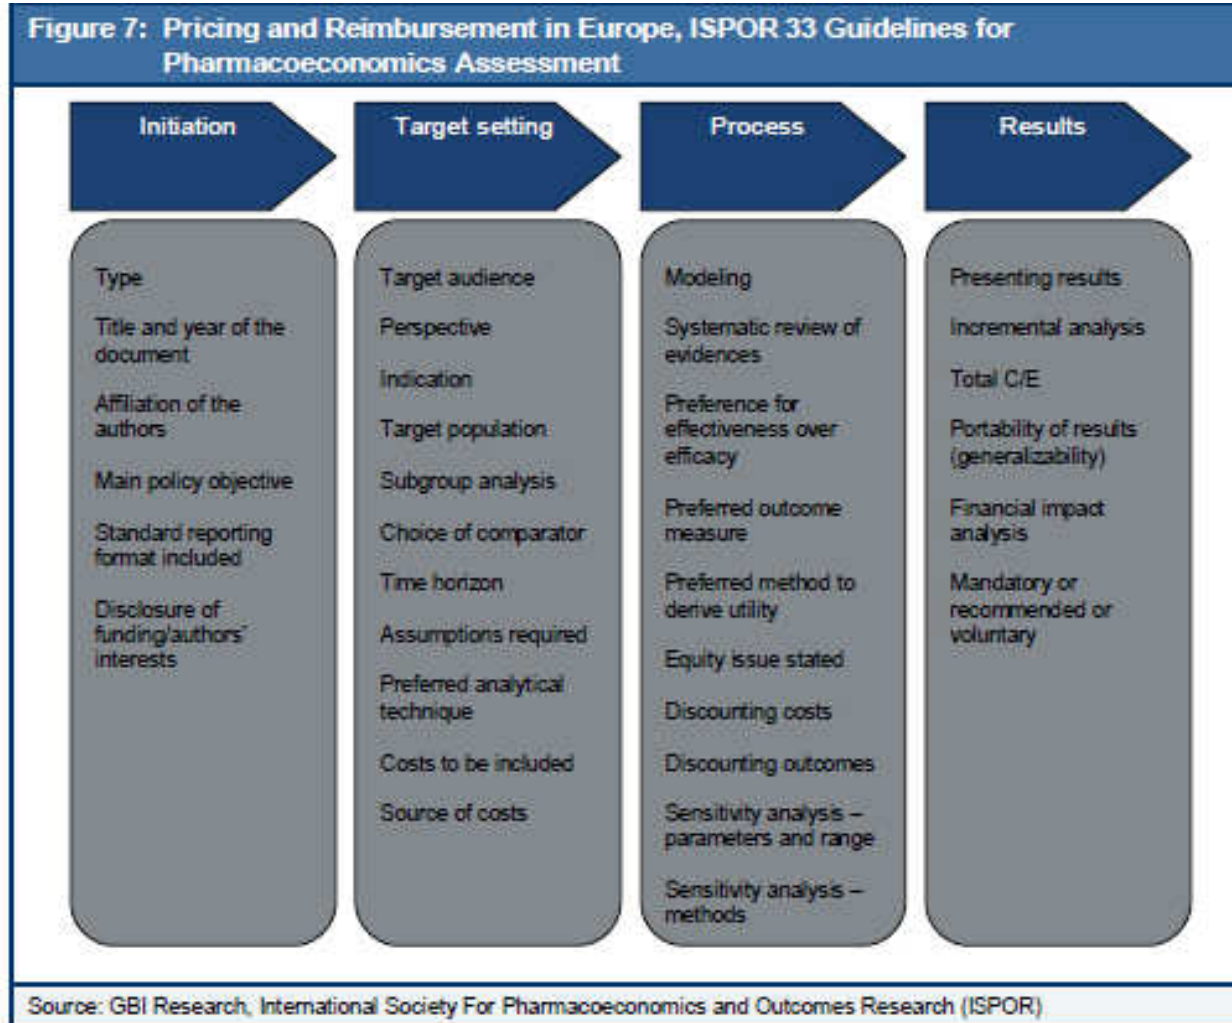 Figure 7: Pricing and Reimbursement in Europe, ISPOR 33 Guidelines for
Pharmacoeconomics Assessment
Initiation
Type
Title and year of the
document
Affiliation of the
authors
Main policy objective
Standard reporting
format included
Disclosure of
funding/authors'
interests
Target setting
Target audience
Perspective
Indication
Target population
Subgroup analysis
Choice of comparator
Time horizon
Assumptions required
Preferred analytical
technique
Costs to be included
Source of costs
Process
Modeling
Systematic review of
evidences
Preference for
effectiveness over
efficacy
Preferred outcome
measure
Preferred method to
derive utility
Equity issue stated
Discounting costs
Discounting outcomes
Sensitivity analysis –
parameters and range
Sensitivity analysis –
methods
Results
Presenting results
Incremental analysis
Total C/E
Portability of results
(generalizability)
Financial impact
analysis
Mandatory or
recommended or
voluntary
Source: GBI Research, International Society For Pharmacoeconomics and Outcomes Research (ISPOR)